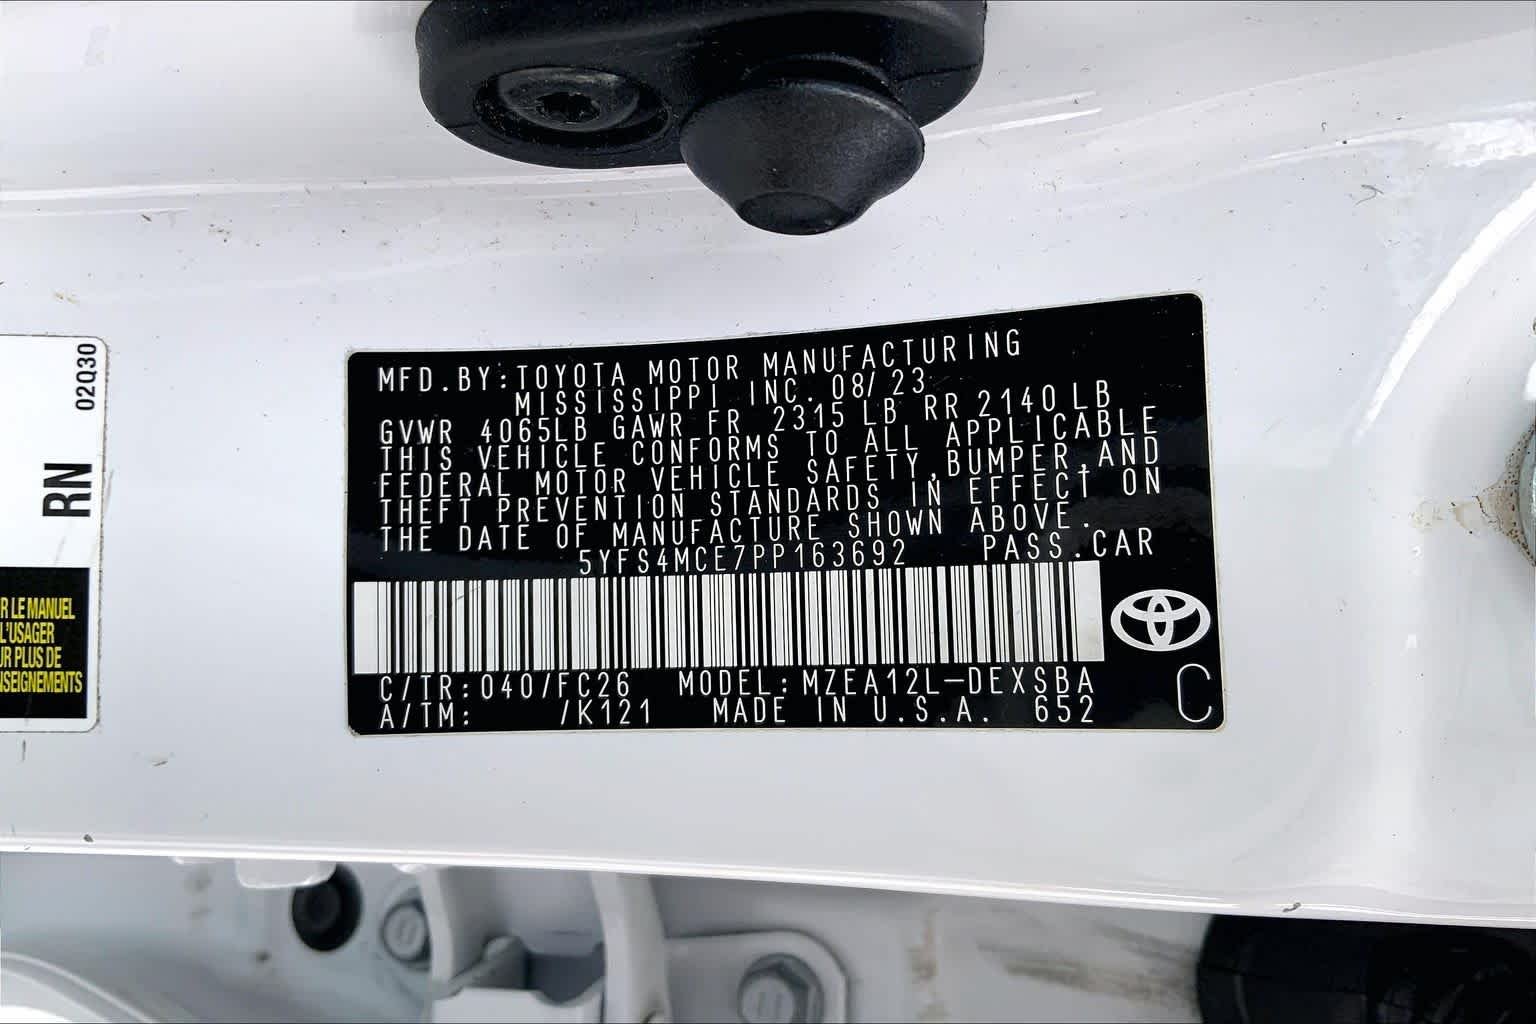 02Q30
RN
R LE MANUEL
L'USAGER
UR PLUS DE
NSEIGNEMENTS
MFD.BY:TOYOTA MOTOR MANUFACTURING
MISSISSIPPI INC. 08/23
GVWR 4065LB GAWR FR 2315 LB RR 2140 LB
THIS VEHICLE CONFORMS TO ALL APPLICABLE
FEDERAL MOTOR VEHICLE SAFETY,BUMPER,AND
THEFT PREVENTION STANDARDS IN EFFECT ON
THE DATE OF MANUFACTURE SHOWN ABOVE.
5YFS4MCE7PP163692 PASS.CAR
C/TR:040/FC26 MODEL:MZEA12L-DEXSBA
A/TM: /K121 MADE IN U.S.A. 652
C